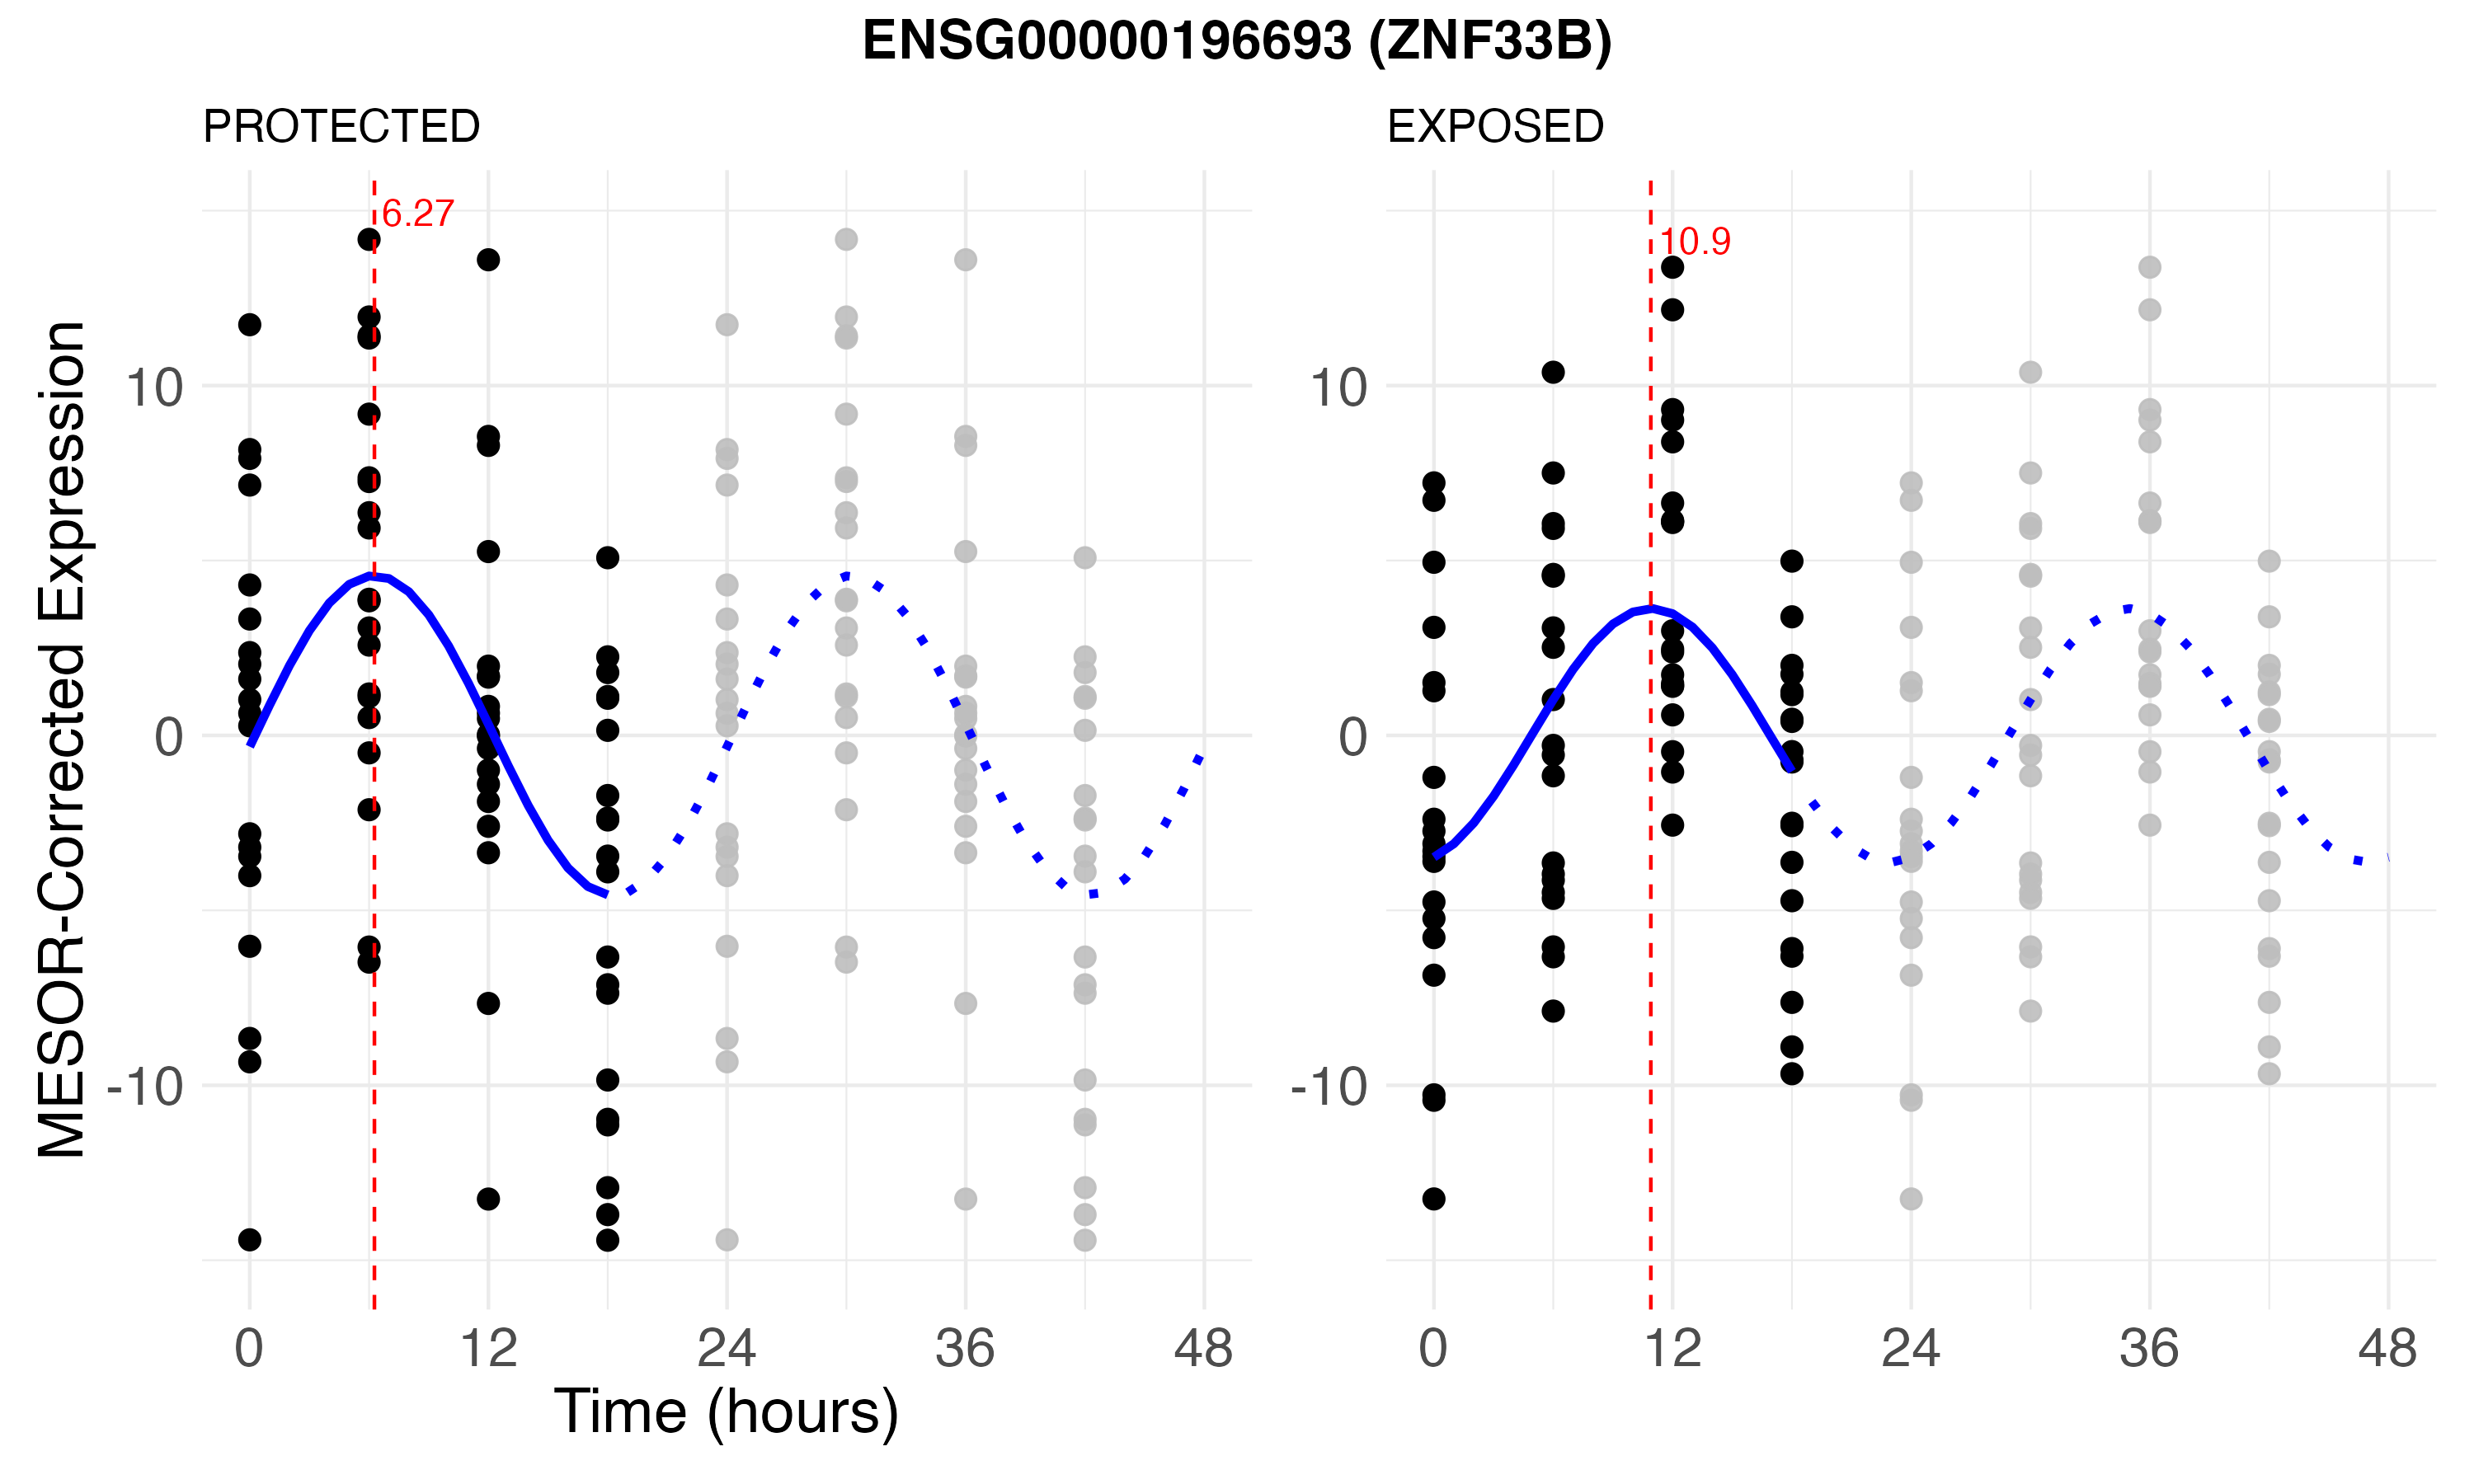 ENSG00000196693 (ZNF33B)
PROTECTED
EXPOSED
MESOR-Corrected Expression
6.27
10
0
-10
0 12 24 36 48
10.9
10
0
-10
0 12 24 36 48
Time (hours)